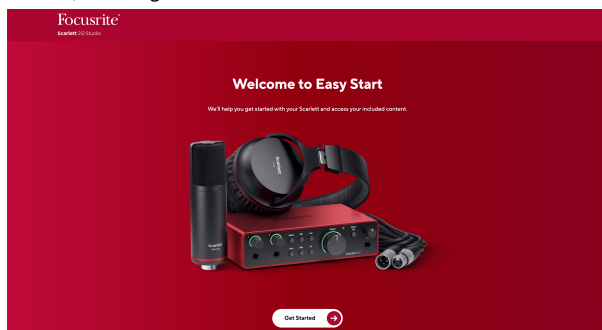 Focusrite
Scarlett 2i2 Studio
Welcome to Easy Start
We'll help you get started with your Scarlett and access your included content.
Scarlett
Get Started